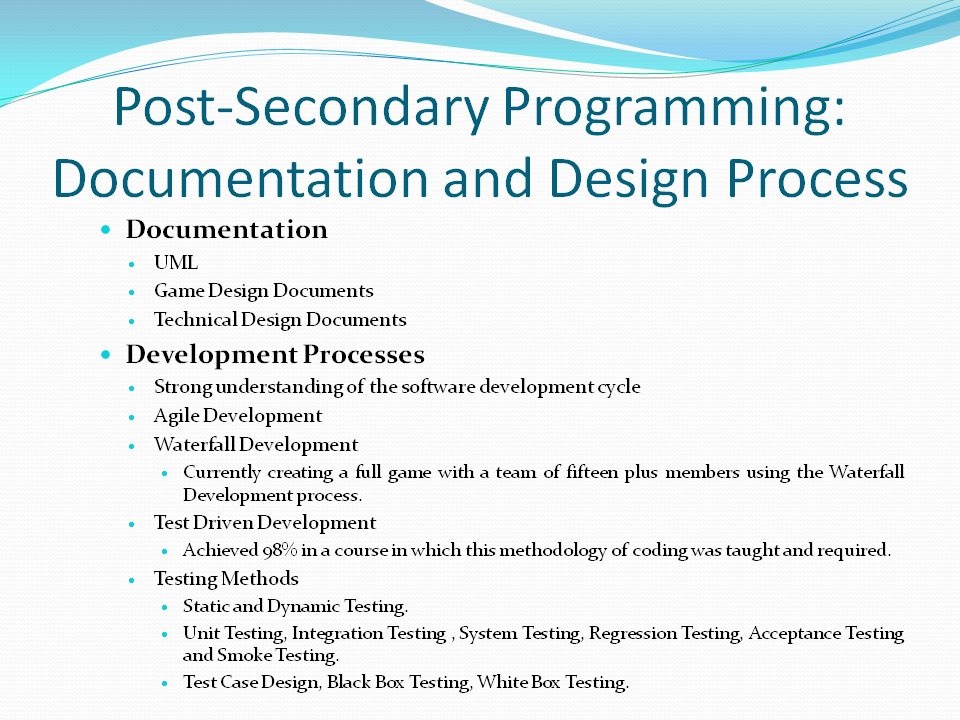 Post-Secondary Programming:
Documentation and Design Process
• Documentation
• UML
• Game Design Documents
• Technical Design Documents
• Development Processes
• Strong understanding of the software development cycle
• Agile Development
• Waterfall Development
• Currently creating a full game with a team of fifteen plus members using the Waterfall
Development process.
• Test Driven Development
• Achieved 98% in a course in which this methodology of coding was taught and required.
• Testing Methods
• Static and Dynamic Testing.
• Unit Testing, Integration Testing , System Testing, Regression Testing, Acceptance Testing
and Smoke Testing.
• Test Case Design, Black Box Testing, White Box Testing.